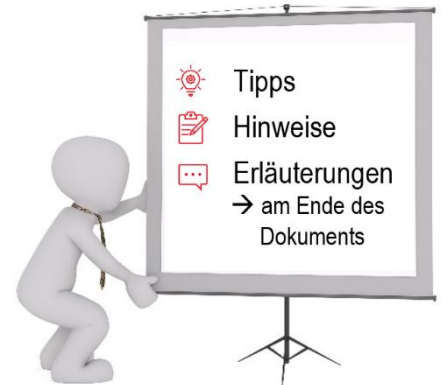 Tipps
Hinweise
Erläuterungen
→ am Ende des
Dokuments